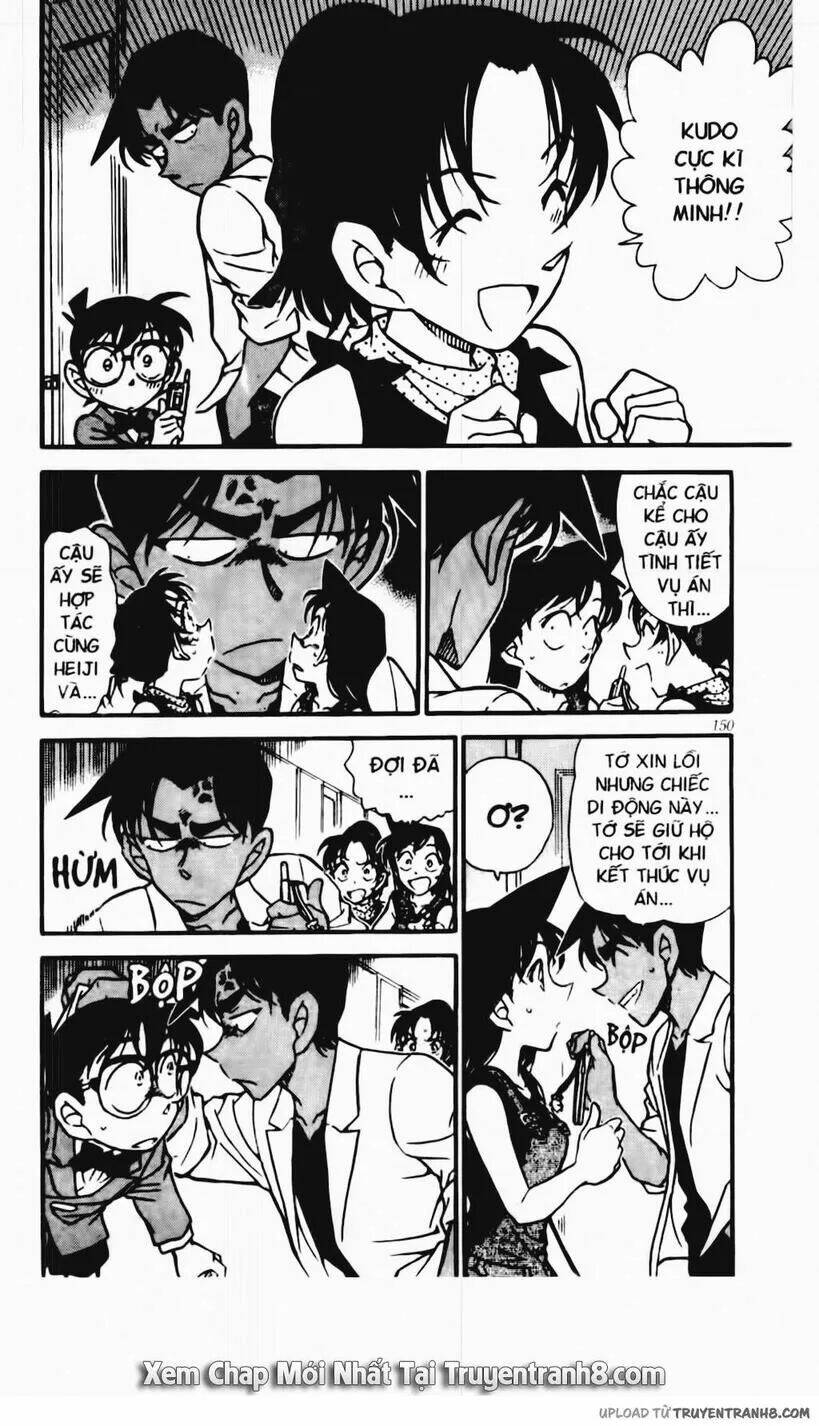 KUDO
CỰC KÌ
THÔNG
MINH!!
CHẮC CẬU
KỂ CHO
CẬU ẤY
TÌNH TIẾT
VỤ ÁN
THÌ...
CẬU
ẤY SẼ
HỢP
TÁC
CÙNG
HEIJI
VÀ...
150
Ơ?
TỚ XIN LỖI
NHƯNG CHIẾC
DI ĐỘNG NÀY...
TỚ SẼ GIỮ HỘ
CHO TỚI KHI
KẾT THÚC VỤ
ÁN...
BỘP
ĐỢI ĐÃ
...
HỪM
BỘP
Xem Chap Mới Nhất Tại Truyentranh8.com
UPLOAD TỪ TRUYENTRANH8.COM